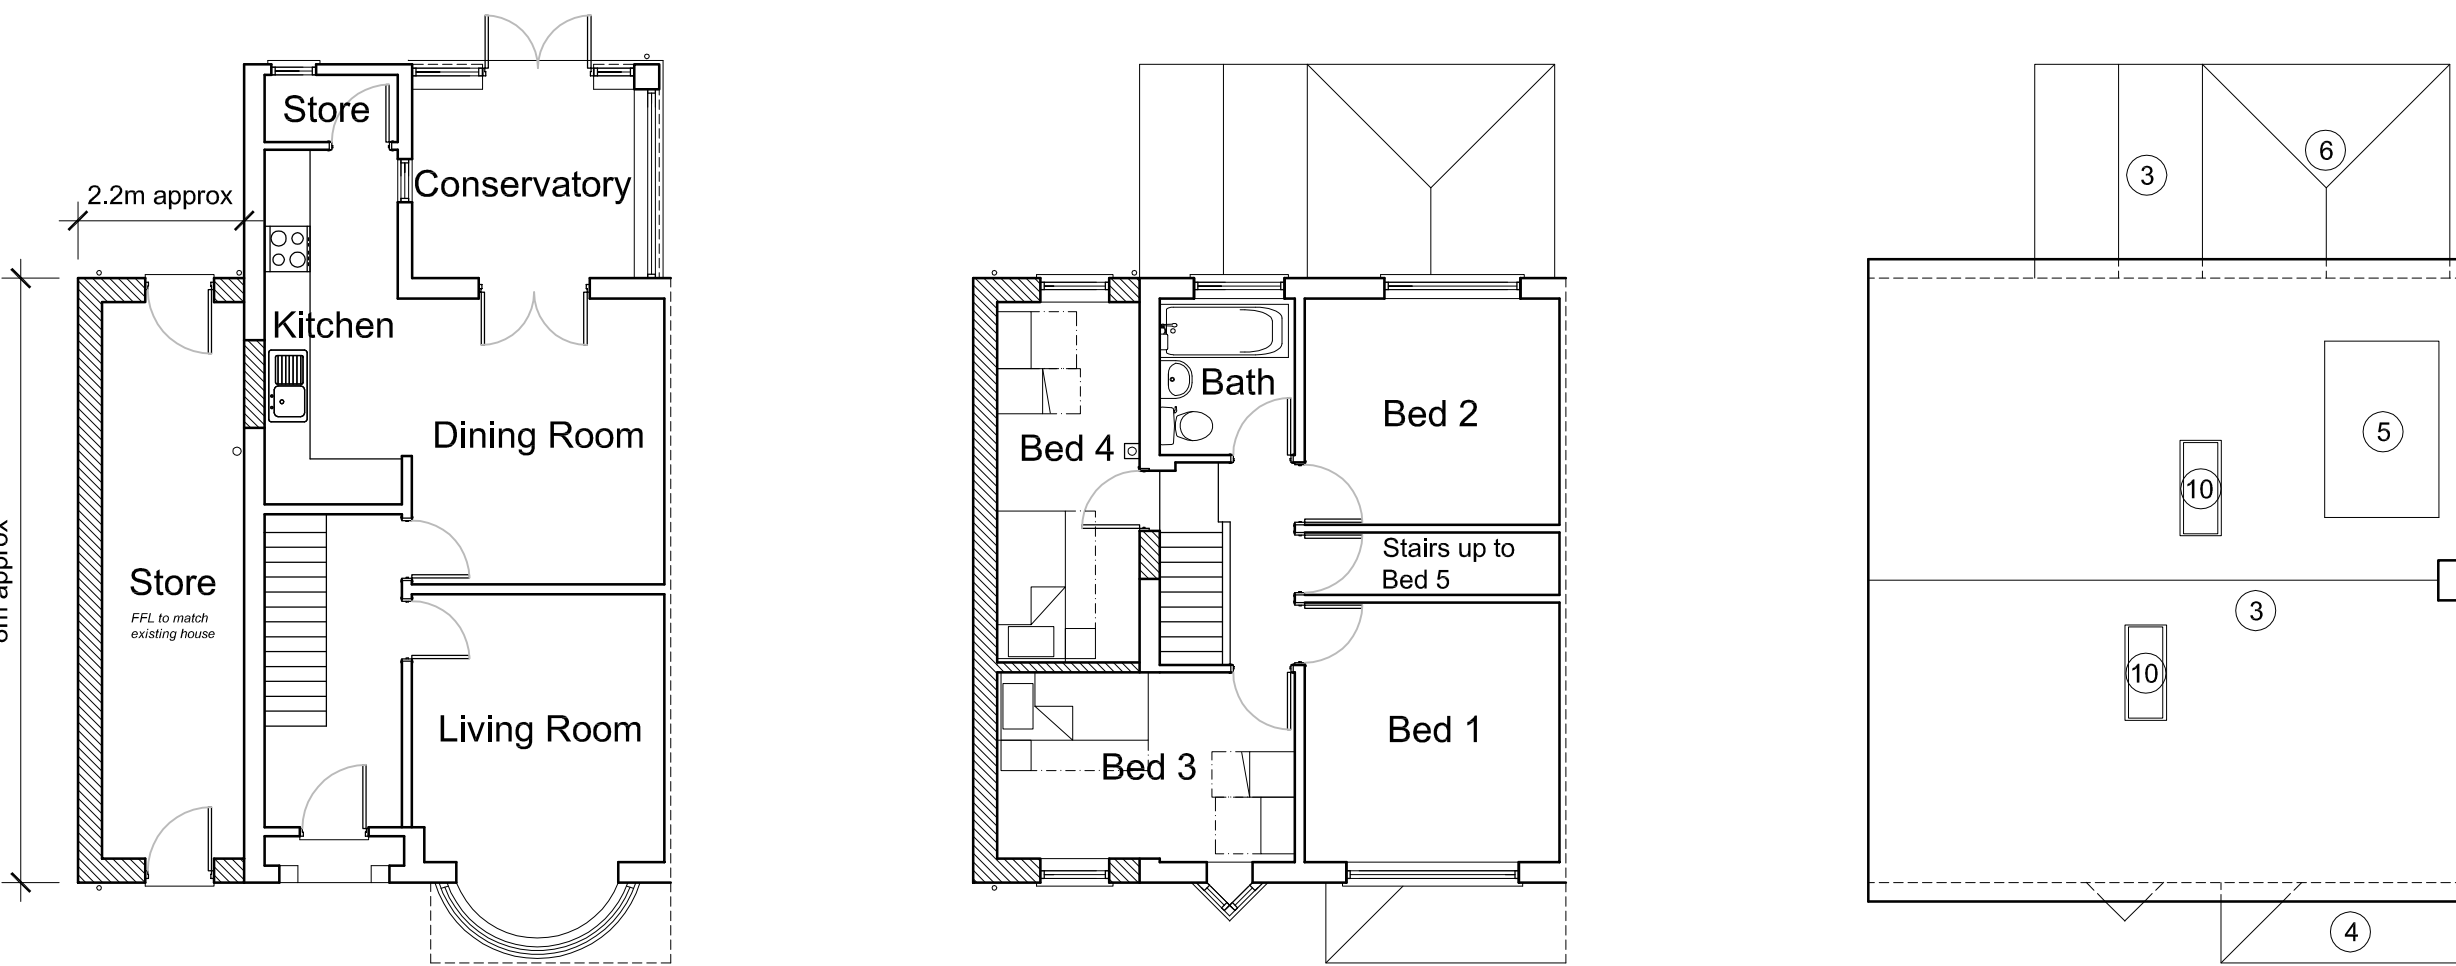 Store
Conservatory
2.2m approx
Kitchen
Dining Room
Store
FFL to match
existing house
Living Room
approx
Bath
Bed 2
Bed 4
Stairs up to
Bed 5
Bed 3
Bed 1
3
6
5
10
3
10
4